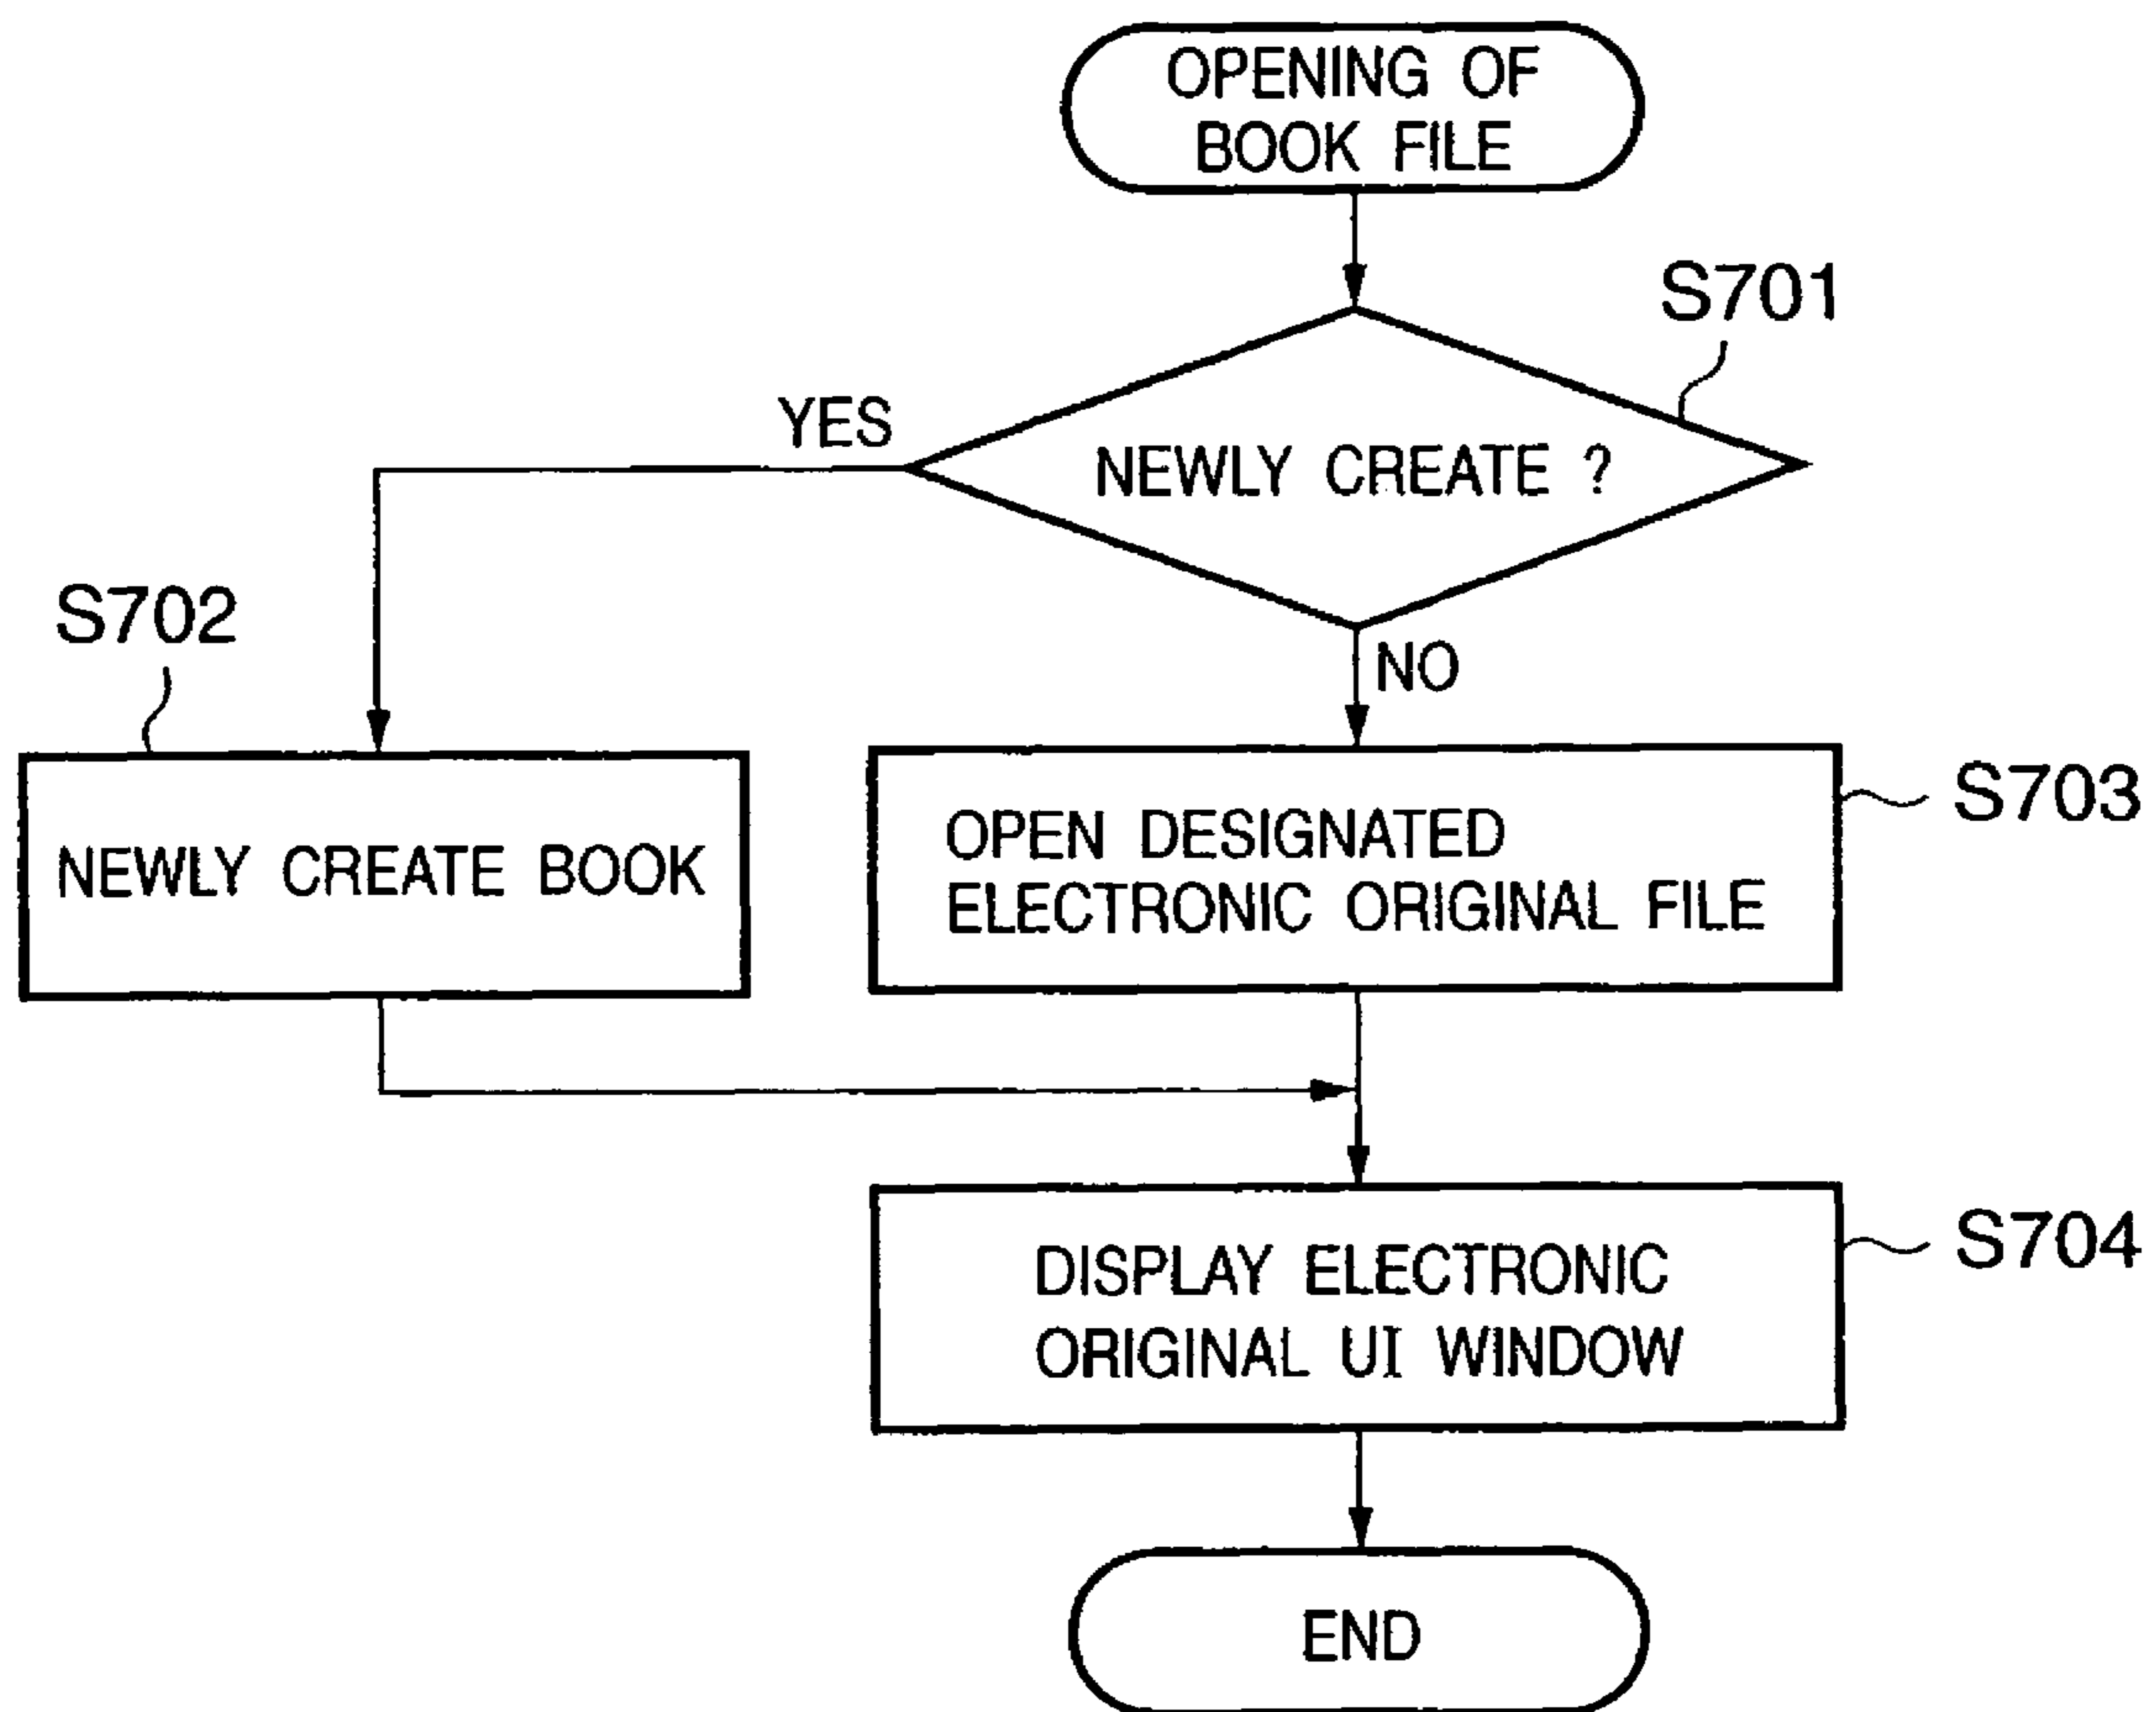 OPENING OF
BOOK FILE
S701
YES
NEWLY CREATE ?
NO
S702
NEWLY CREATE BOOK
S703
OPEN DESIGNATED
ELECTRONIC ORIGINAL FILE
S704
DISPLAY ELECTRONIC
ORIGINAL UI WINDOW
END